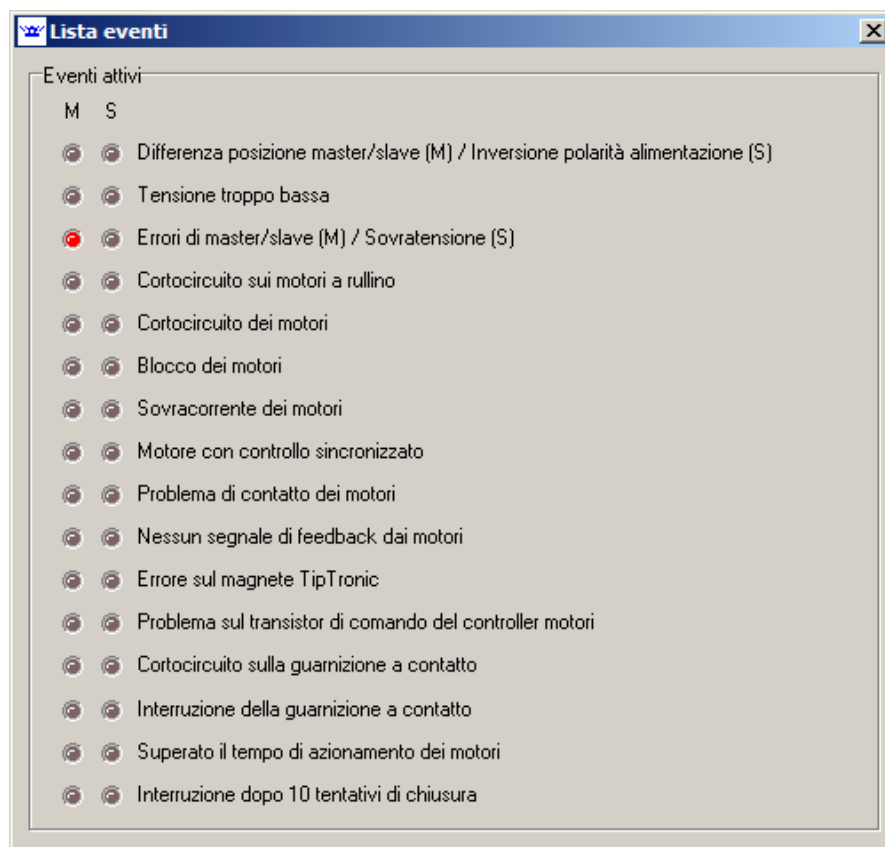 Lista eventi
Eventi attivi
M S
Differenza posizione master/slave (M) / Inversione polarità alimentazione (S)
Tensione troppo bassa
Errori di master/slave (M) / Sovratensione (S)
Cortocircuito sui motori a rullino
Cortocircuito dei motori
Blocco dei motori
Sovracorrente dei motori
Motore con controllo sincronizzato
Problema di contatto dei motori
Nessun segnale di feedback dai motori
Errore sul magnete TipTronic
Problema sul transistor di comando del controller motori
Cortocircuito sulla guarnizione a contatto
Interruzione della guarnizione a contatto
Superato il tempo di azionamento dei motori
Interruzione dopo 10 tentativi di chiusura